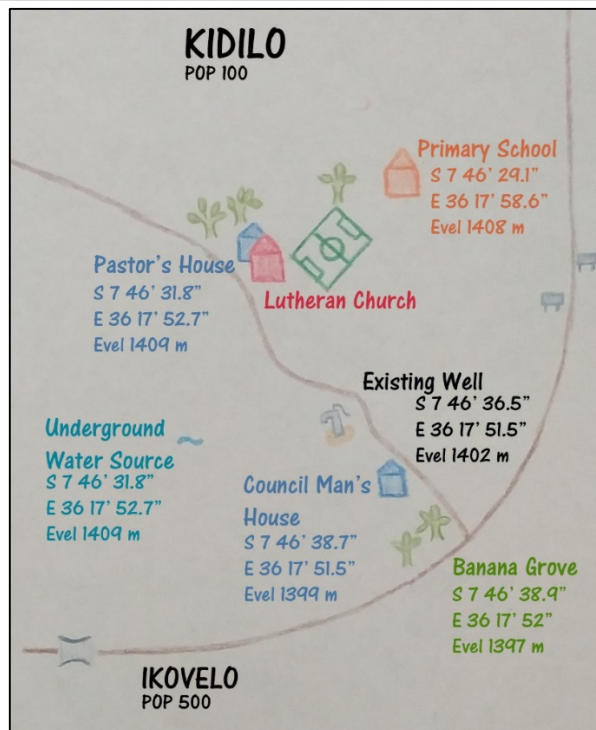 KIDILO
POP 100
Primary School
S 7 46' 29.1"
E 36 17' 58.6"
Evel 1408 m
Pastor's House
S 7 46' 31.8"
E 36 17' 52.7"
Evel 1409 m
Lutheran Church
Existing Well
S 7 46' 36.5"
E 36 17' 51.5"
Evel 1402 m
Underground
Water Source
S 7 46' 31.8"
E 36 17' 52.7"
Evel 1409 m
Council Man's
House
S 7 46' 38.7"
E 36 17' 51.5"
Evel 1399 m
Banana Grove
S 7 46' 38.9"
E 36 17' 52"
Evel 1397 m
IKOVELO
POP 500